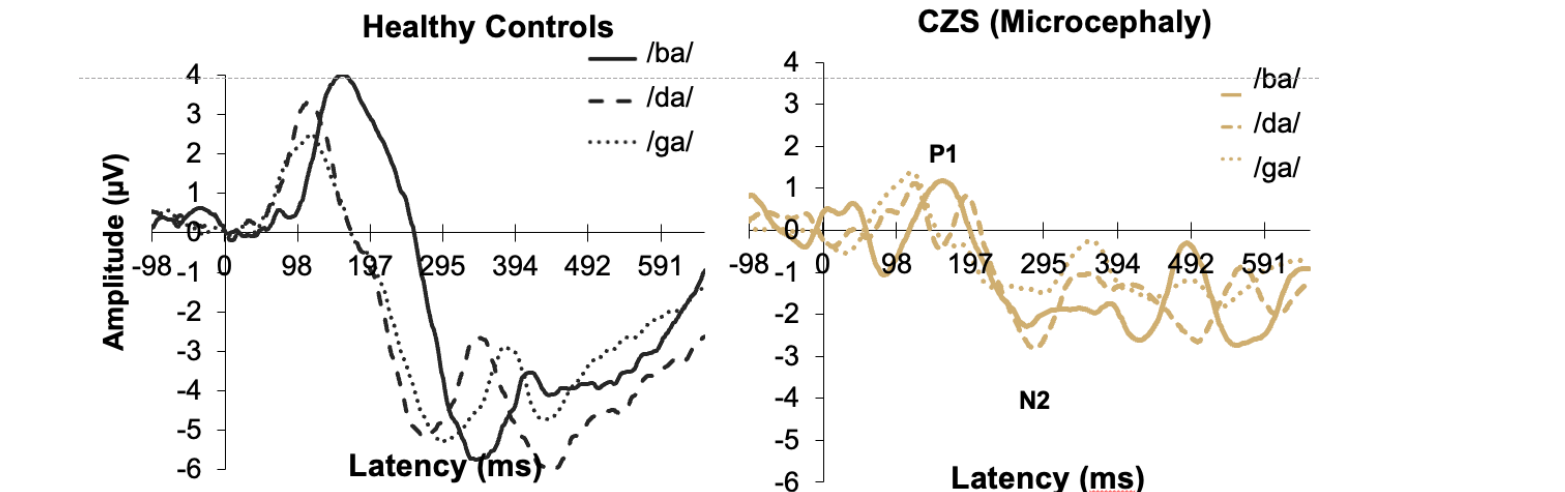 Healthy Controls
/ba/
/da/
/ga/
Amplitude (µV)
4
3
2
1
0
-1
-2
-3
-4
-5
-6
-98 0 98 197 295 394 492 591
Latency (ms)
CZS (Microcephaly)
/ba/
/da/
/ga/
P1
N2
4
3
2
1
0
-1
-2
-3
-4
-5
-6
-98 0 98 197 295 394 492 591
Latency (ms)